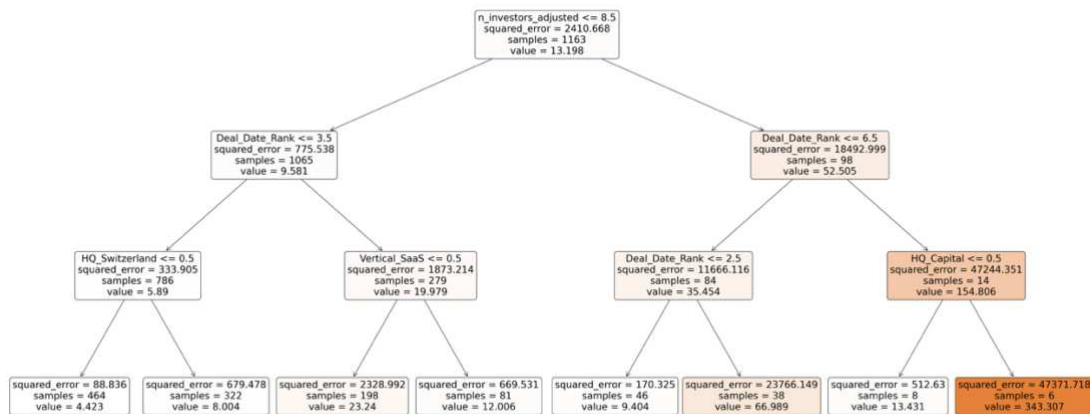 n_investors_adjusted <= 8.5
squared_error = 2410.668
samples = 1163
value = 13.198
Deal_Date_Rank <= 3.5
squared_error = 775.538
samples = 1065
value = 9.581
Deal_Date_Rank <= 6.5
squared_error = 18492.999
samples = 98
value = 52.505
HQ_Switzerland <= 0.5
squared_error = 333.905
samples = 786
value = 5.89
Vertical_SaaS <= 0.5
squared_error = 1873.214
samples = 279
value = 19.979
Deal_Date_Rank <= 2.5
squared_error = 11666.116
samples = 84
value = 35.454
HQ_Capital <= 0.5
squared_error = 47244.351
samples = 14
value = 154.806
squared_error = 88.836
samples = 464
value = 4.423
squared_error = 679.478
samples = 322
value = 8.004
squared_error = 2328.992
samples = 198
value = 23.24
squared_error = 669.531
samples = 81
value = 12.006
squared_error = 170.325
samples = 46
value = 9.404
squared_error = 23766.149
samples = 38
value = 66.989
squared_error = 512.63
samples = 8
value = 13.431
squared_error = 47371.718
samples = 6
value = 343.307